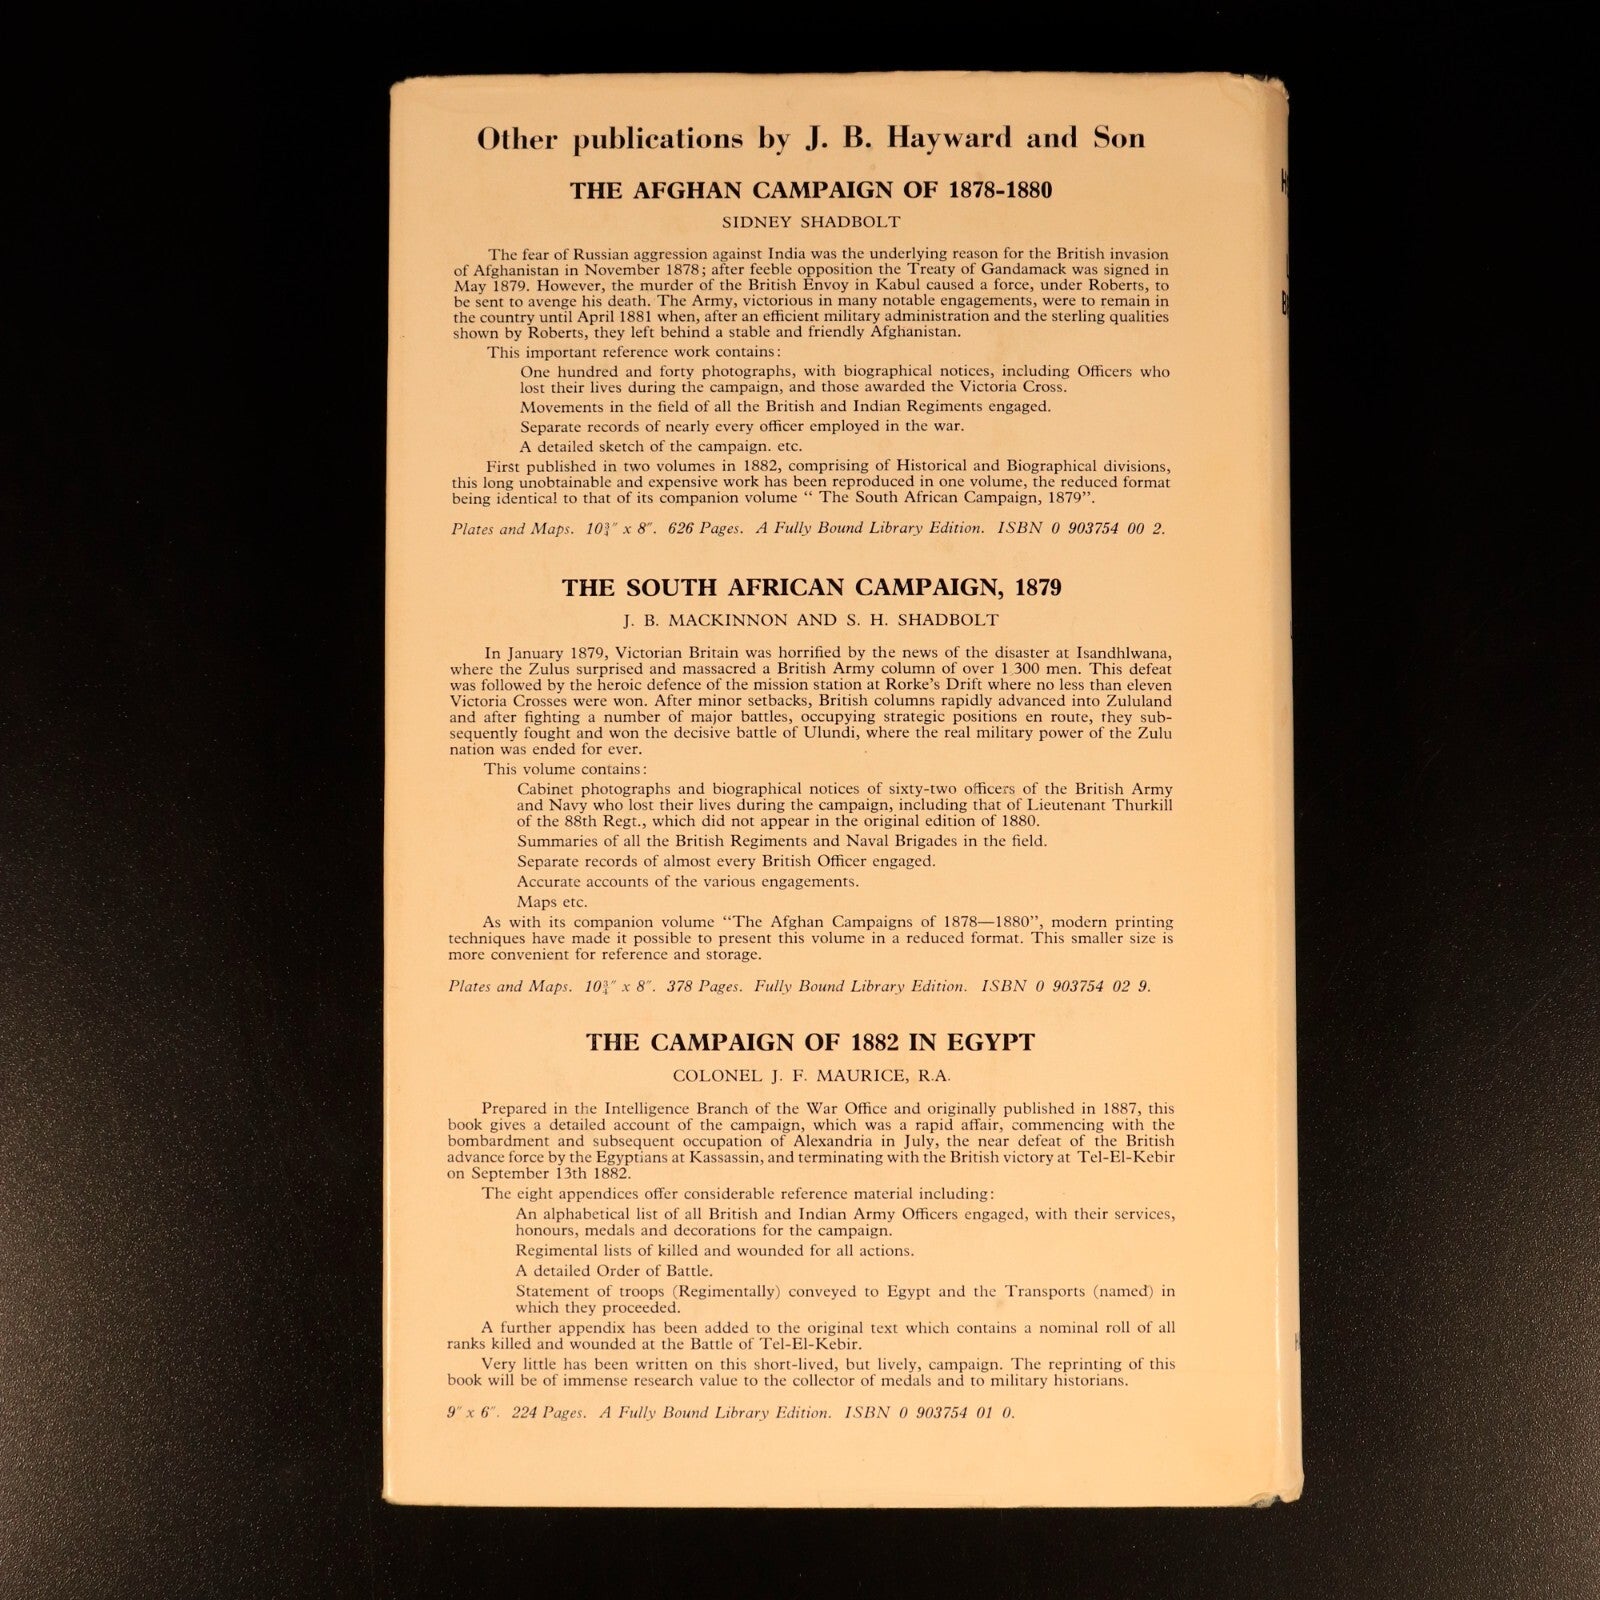 Other publications by J. B. Hayward and Son
THE AFGHAN CAMPAIGN OF 1878-1880
SIDNEY SHADBOLT
The fear of Russian aggression against India was the underlying reason for the British invasion
of Afghanistan in November 1878; after feeble opposition the Treaty of Gandamack was signed in
May 1879. However, the murder of the British Envoy in Kabul caused a force, under Roberts, to
be sent to avenge his death. The Army, victorious in many notable engagements, were to remain in
the country until April 1881 when, after an efficient military administration and the sterling qualities
shown by Roberts, they left behind a stable and friendly Afghanistan.
This important reference work contains:
One hundred and forty photographs, with biographical notices, including Officers who
lost their lives during the campaign, and those awarded the Victoria Cross.
Movements in the field of all the British and Indian Regiments engaged.
Separate records of nearly every officer employed in the war.
A detailed sketch of the campaign. etc.
First published in two volumes in 1882, comprising of Historical and Biographical divisions,
this long unobtainable and expensive work has been reproduced in one volume, the reduced format
being identical to that of its companion volume “ The South African Campaign, 1879”.
Plates and Maps. 10¾″ x 8″. 626 Pages. A Fully Bound Library Edition. ISBN 0 903754 00 2.
THE SOUTH AFRICAN CAMPAIGN, 1879
J. B. MACKINNON AND S. H. SHADBOLT
In January 1879, Victorian Britain was horrified by the news of the disaster at Isandhlwana,
where the Zulus surprised and massacred a British Army column of over 1,300 men. This defeat
was followed by the heroic defence of the mission station at Rorke's Drift where no less than eleven
Victoria Crosses were won. After minor setbacks, British columns rapidly advanced into Zululand
and after fighting a number of major battles, occupying strategic positions en route, they sub-
sequently fought and won the decisive battle of Ulundi, where the real military power of the Zulu
nation was ended for ever.
This volume contains:
Cabinet photographs and biographical notices of sixty-two officers of the British Army
and Navy who lost their lives during the campaign, including that of Lieutenant Thurkill
of the 88th Regt., which did not appear in the original edition of 1880.
Summaries of all the British Regiments and Naval Brigades in the field.
Separate records of almost every British Officer engaged.
Accurate accounts of the various engagements.
Maps etc.
As with its companion volume “The Afghan Campaigns of 1878—1880”, modern printing
techniques have made it possible to present this volume in a reduced format. This smaller size is
more convenient for reference and storage.
Plates and Maps. 10¾″ x 8″. 378 Pages. Fully Bound Library Edition. ISBN 0 903754 02 9.
THE CAMPAIGN OF 1882 IN EGYPT
COLONEL J. F. MAURICE, R.A.
Prepared in the Intelligence Branch of the War Office and originally published in 1887, this
book gives a detailed account of the campaign, which was a rapid affair, commencing with the
bombardment and subsequent occupation of Alexandria in July, the near defeat of the British
advance force by the Egyptians at Kassassin, and terminating with the British victory at Tel-El-Kebir
on September 13th 1882.
The eight appendices offer considerable reference material including:
An alphabetical list of all British and Indian Army Officers engaged, with their services,
honours, medals and decorations for the campaign.
Regimental lists of killed and wounded for all actions.
A detailed Order of Battle.
Statement of troops (Regimentally) conveyed to Egypt and the Transports (named) in
which they proceeded.
A further appendix has been added to the original text which contains a nominal roll of all
ranks killed and wounded at the Battle of Tel-El-Kebir.
Very little has been written on this short-lived, but lively, campaign. The reprinting of this
book will be of immense research value to the collector of medals and to military historians.
9″ x 6″. 224 Pages. A Fully Bound Library Edition. ISBN 0 903754 01 0.